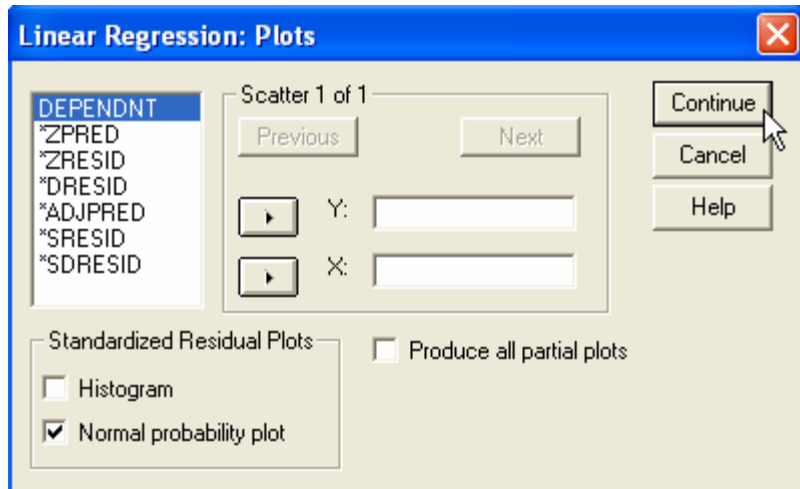 Linear Regression: Plots
DEPENDNT
*ZPRED
*ZRESID
*DRESID
*ADJPRED
*SRESID
*SDRESID
Scatter 1 of 1
Previous
Next
Y:
X:
Continue
Cancel
Help
Standardized Residual Plots
Histogram
Normal probability plot
Produce all partial plots